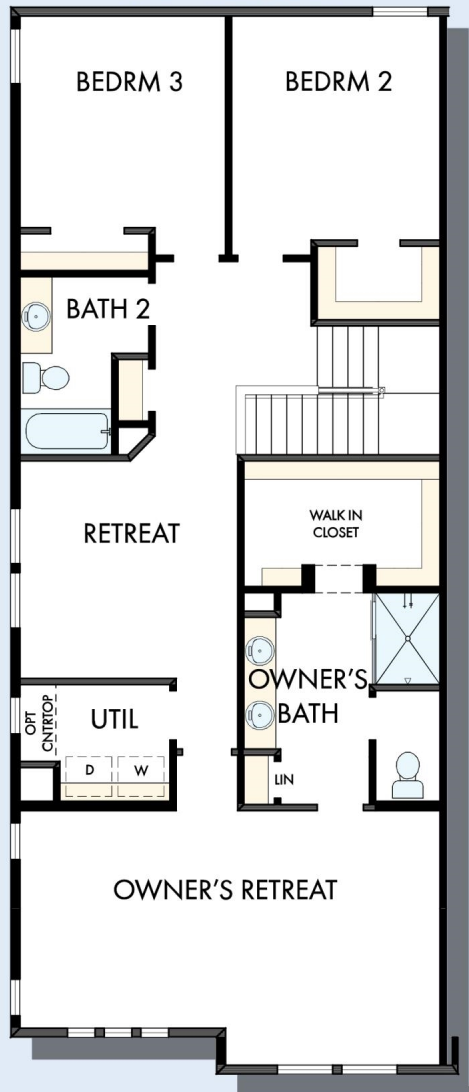 BEDRM 3
BEDRM 2
BATH 2
RETREAT
WALK IN
CLOSET
OWNER'S
BATH
OPT
CNTRTOP
UTIL
D
W
LIN
OWNER'S RETREAT